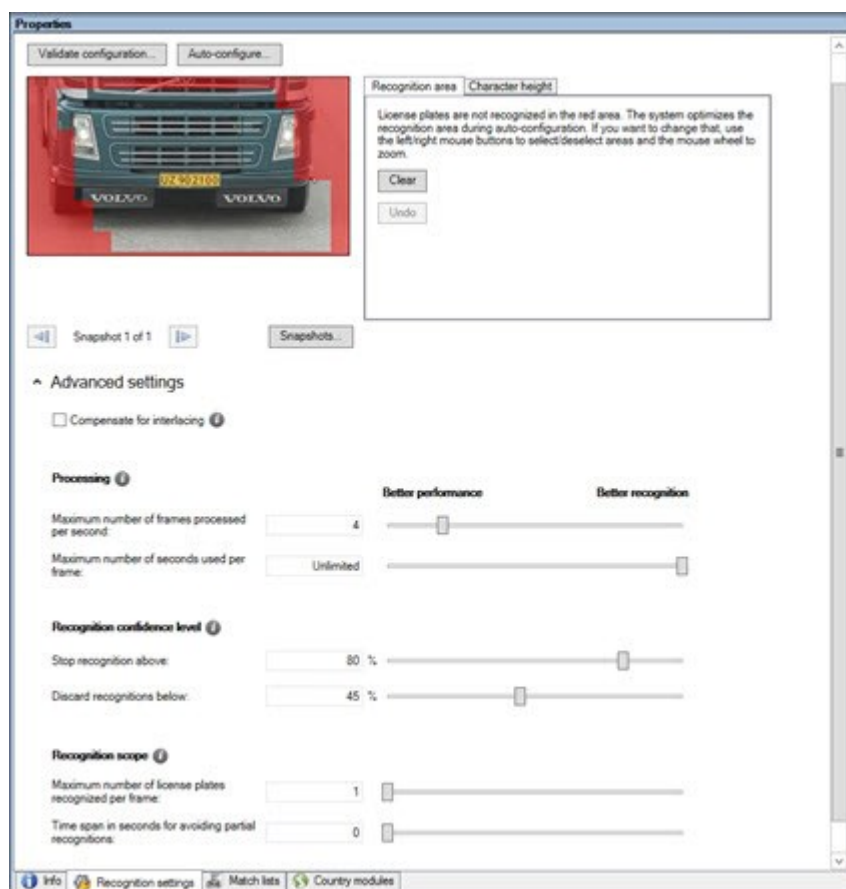 Properties
Validate configuration... Auto-configure...
Recognition area Character height
License plates are not recognized in the red area. The system optimizes the
recognition area during auto-configuration. If you want to change that, use
the left/right mouse buttons to select/deselect areas and the mouse wheel to
zoom.
Clear
Undo
UZ 902100
VOLVO VOLVO
Snapshot 1 of 1 Snapshots...
Advanced settings
Compensate for interlacing i
Processing i
Better performance Better recognition
Maximum number of frames processed
per second: 4
Maximum number of seconds used per
frame: Unlimited
Recognition confidence level i
Stop recognition above: 80 %
Discard recognitions below: 45 %
Recognition scope i
Maximum number of license plates
recognized per frame: 1
Time span in seconds for avoiding partial
recognitions: 0
Info Recognition settings Match lists Country modules